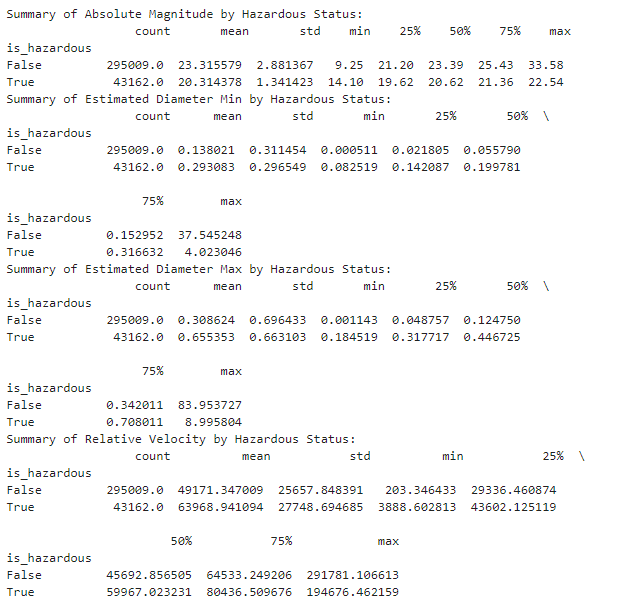 Summary of Absolute Magnitude by Hazardous Status:
count mean std min 25% 50% 75% max
is_hazardous
False 295009.0 23.315579 2.881367 9.25 21.20 23.39 25.43 33.58
True 43162.0 20.314378 1.341423 14.10 19.62 20.62 21.36 22.54
Summary of Estimated Diameter Min by Hazardous Status:
count mean std min 25% 50% \
is_hazardous
False 295009.0 0.138021 0.311454 0.000511 0.021805 0.055790
True 43162.0 0.293083 0.296549 0.082519 0.142087 0.199781
75% max
is_hazardous
False 0.152952 37.545248
True 0.316632 4.023046
Summary of Estimated Diameter Max by Hazardous Status:
count mean std min 25% 50% \
is_hazardous
False 295009.0 0.308624 0.696433 0.001143 0.048757 0.124750
True 43162.0 0.655353 0.663103 0.184519 0.317717 0.446725
75% max
is_hazardous
False 0.342011 83.953727
True 0.708011 8.995804
Summary of Relative Velocity by Hazardous Status:
count mean std min 25% \
is_hazardous
False 295009.0 49171.347009 25657.848391 203.346433 29336.460874
True 43162.0 63968.941094 27748.694685 3888.602813 43602.125119
50% 75% max
is_hazardous
False 45692.856505 64533.249206 291781.106613
True 59967.023231 80436.509676 194676.462159